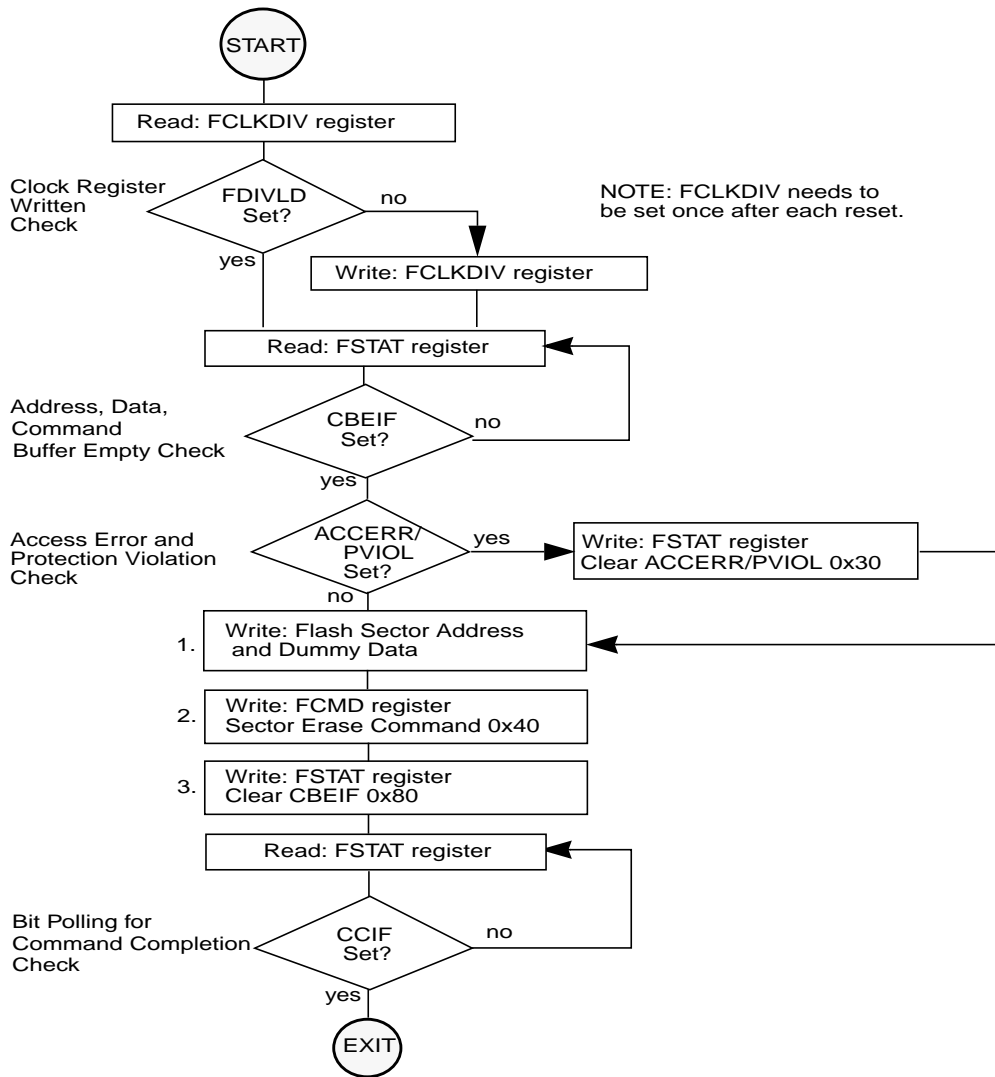 START
Read: FCLKDIV register
Clock Register
Written
Check
FDIVLD
Set?
no
NOTE: FCLKDIV needs to
be set once after each reset.
yes
Write: FCLKDIV register
Read: FSTAT register
Address, Data,
Command
Buffer Empty Check
CBEIF
Set?
no
yes
Access Error and
Protection Violation
Check
ACCERR/
PVIOL
Set?
yes
Write: FSTAT register
Clear ACCERR/PVIOL 0x30
no
1.
Write: Flash Sector Address
and Dummy Data
2.
Write: FCMD register
Sector Erase Command 0x40
3.
Write: FSTAT register
Clear CBEIF 0x80
Read: FSTAT register
Bit Polling for
Command Completion
Check
CCIF
Set?
no
yes
EXIT